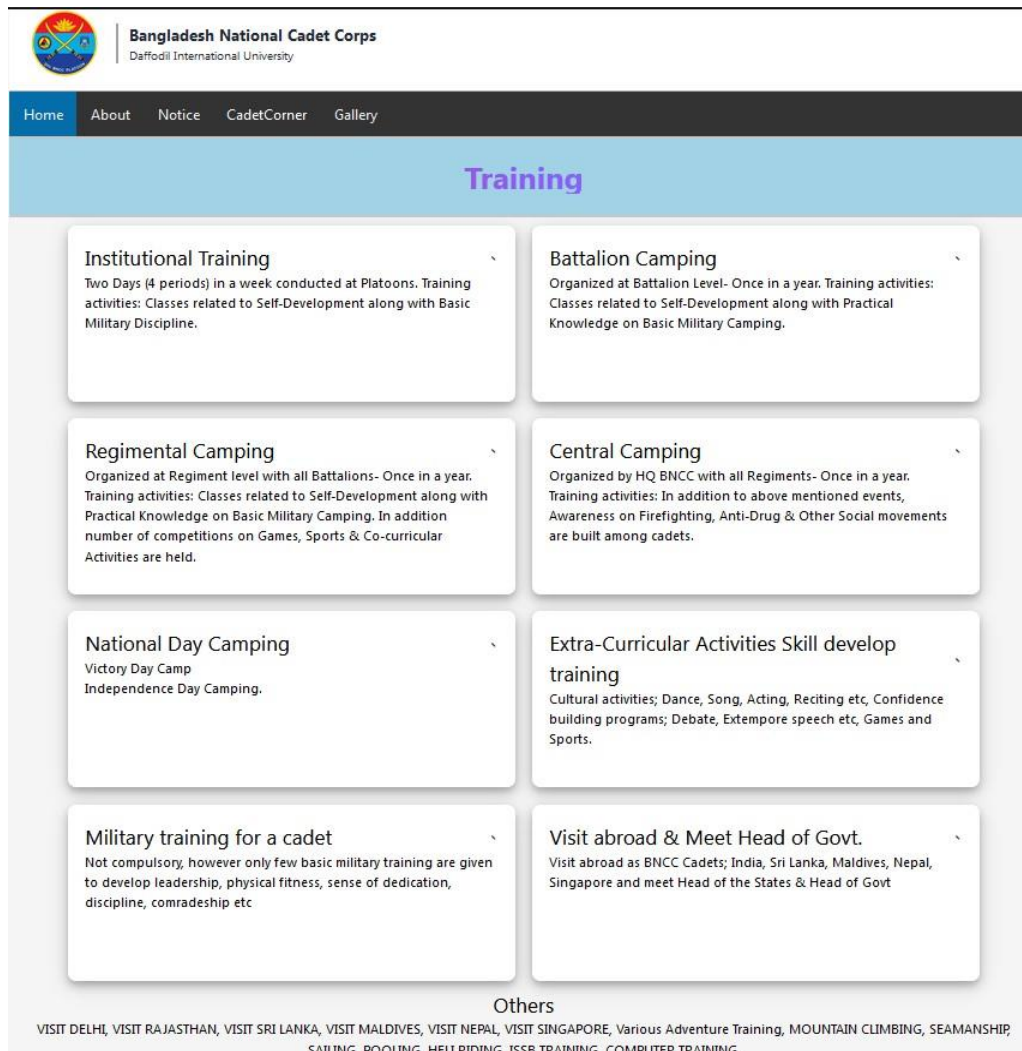 Bangladesh National Cadet Corps
Daffodil International University
Home About Notice CadetCorner Gallery
Training
Institutional Training
Two Days (4 periods) in a week conducted at Platoons. Training
activities: Classes related to Self-Development along with Basic
Military Discipline.
Battalion Camping
Organized at Battalion Level- Once in a year. Training activities:
Classes related to Self-Development along with Practical
Knowledge on Basic Military Camping.
Regimental Camping
Organized at Regiment level with all Battalions- Once in a year.
Training activities: Classes related to Self-Development along with
Practical Knowledge on Basic Military Camping. In addition
number of competitions on Games, Sports & Co-curricular
Activities are held.
Central Camping
Organized by HQ BNCC with all Regiments- Once in a year.
Training activities: In addition to above mentioned events,
Awareness on Firefighting, Anti-Drug & Other Social movements
are built among cadets.
National Day Camping
Victory Day Camp
Independence Day Camping.
Extra-Curricular Activities Skill develop
training
Cultural activities; Dance, Song, Acting, Reciting etc, Confidence
building programs; Debate, Extempore speech etc, Games and
Sports.
Military training for a cadet
Not compulsory, however only few basic military training are given
to develop leadership, physical fitness, sense of dedication,
discipline, comradeship etc
Visit abroad & Meet Head of Govt.
Visit abroad as BNCC Cadets; India, Sri Lanka, Maldives, Nepal,
Singapore and meet Head of the States & Head of Govt
Others
VISIT DELHI, VISIT RAJASTHAN, VISIT SRI LANKA, VISIT MALDIVES, VISIT NEPAL, VISIT SINGAPORE, Various Adventure Training, MOUNTAIN CLIMBING, SEAMANSHIP,
SAILING, POOLING, HELI RIDING, ISSB TRAINING, COMPUTER TRAINING